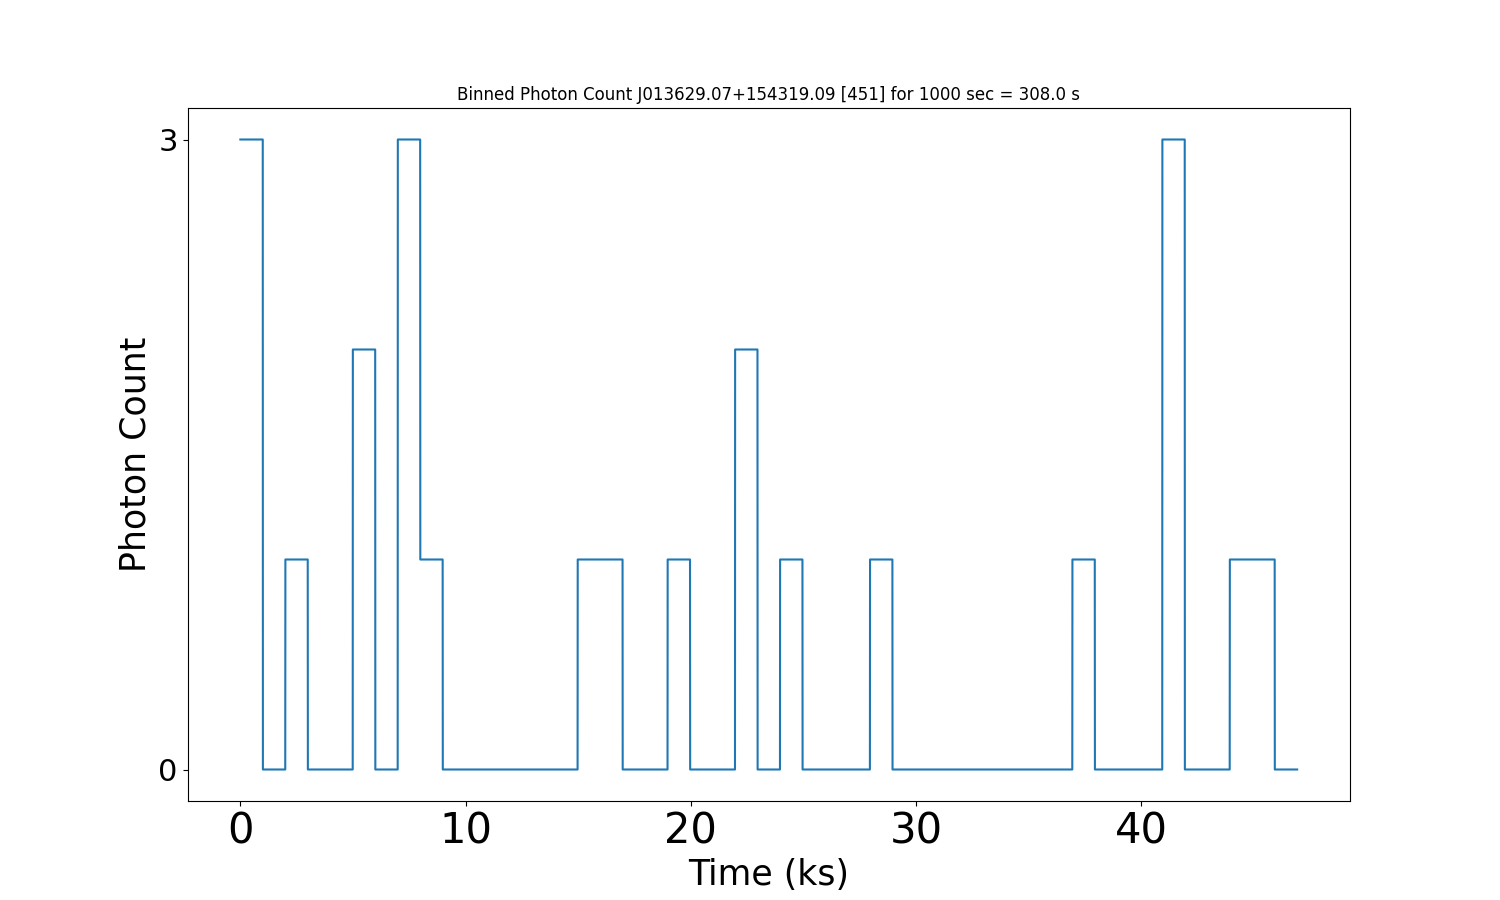 Binned Photon Count J013629.07+154319.09 [451] for 1000 sec = 308.0 s
3
Photon Count
0
0 10 20 30 40
Time (ks)